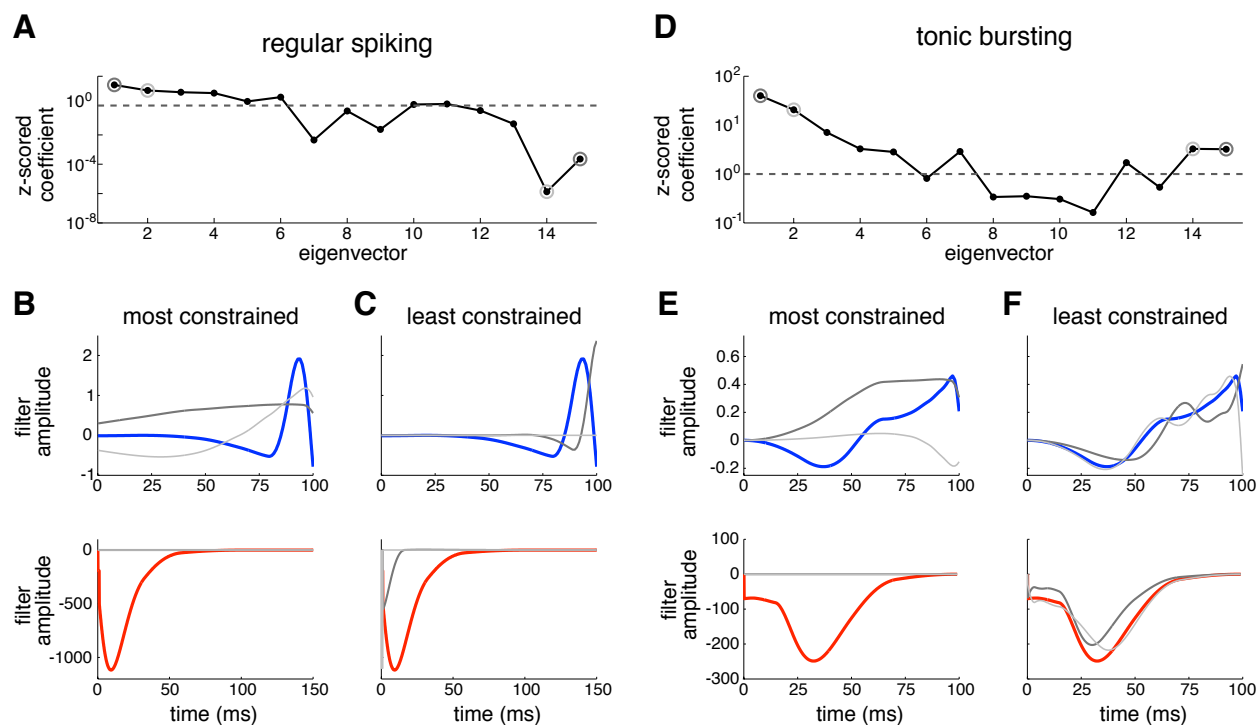 A
regular spiking
z-scored
coefficient
10^0
10^-4
10^-8
2 4 6 8 10 12 14
eigenvector
D
tonic bursting
z-scored
coefficient
10^2
10^1
10^0
10^-1
2 4 6 8 10 12 14
eigenvector
B
most constrained
filter
amplitude
2
1
0
-1
0 25 50 75 100
C
least constrained
0 25 50 75 100
E
most constrained
filter
amplitude
0.6
0.4
0.2
0
-0.2
0 25 50 75 100
F
least constrained
0 25 50 75 100
filter
amplitude
0
-500
-1000
0 50 100 150
time (ms)
0 50 100 150
time (ms)
filter
amplitude
100
0
-100
-200
-300
0 25 50 75 100
time (ms)
0 25 50 75 100
time (ms)